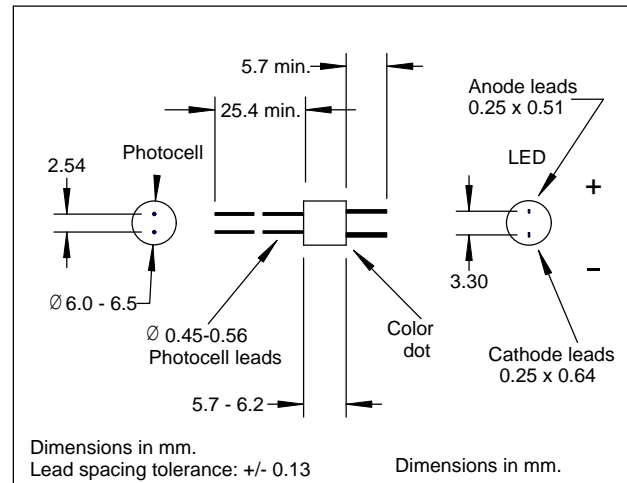 5.7 min.
Anode leads
0.25 x 0.51
25.4 min.
Photocell
LED
2.54
+
3.30
−
Ø 6.0 - 6.5
Ø 0.45-0.56
Photocell leads
Color
dot
Cathode leads
0.25 x 0.64
5.7 - 6.2
Dimensions in mm.
Lead spacing tolerance: +/- 0.13
Dimensions in mm.